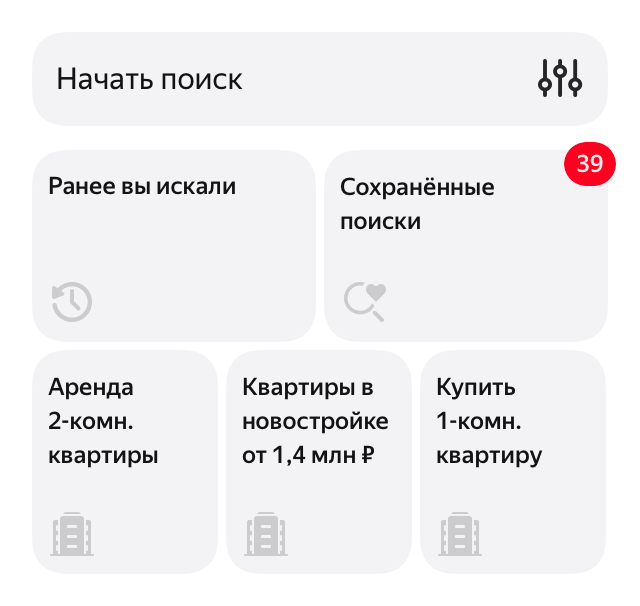 Начать поиск
39
Ранее вы искали
Сохранённые
поиски
Аренда
2-комн.
квартиры
Квартиры в
новостройке
от 1,4 млн ₽
Купить
1-комн.
квартиру